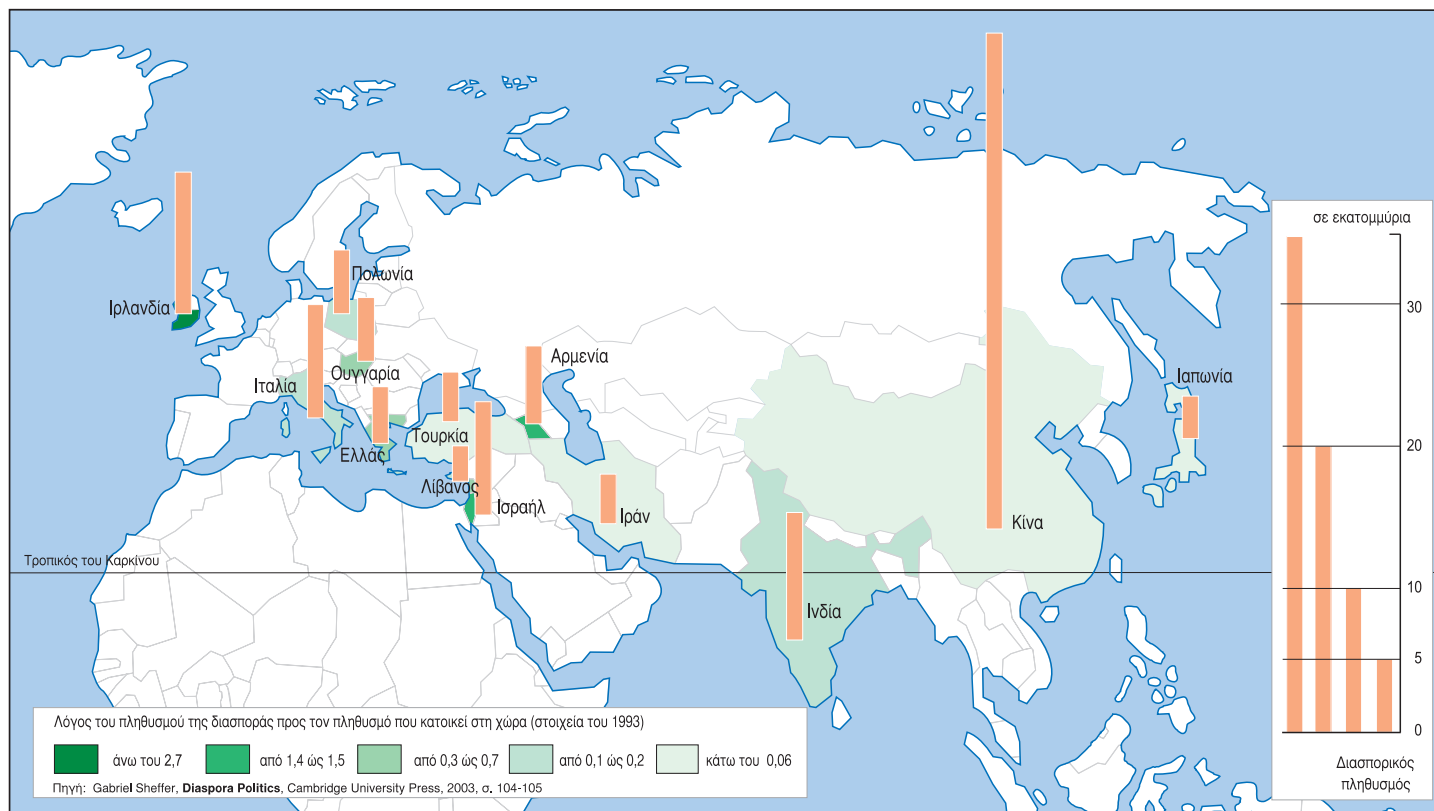 σε εκατομμύρια
30
20
10
5
0
Διασπορικός
πληθυσμός
Ιρλανδία
Πολωνία
Ουγγαρία
Ιταλία
Ελλάς
Τουρκία
Αρμενία
Λίβανος
Ισραήλ
Ιράν
Ινδία
Κίνα
Ιαπωνία
Τροπικός του Καρκίνου
Λόγος του πληθυσμού της διασποράς προς τον πληθυσμό που κατοικεί στη χώρα (στοιχεία του 1993)
άνω του 2,7
από 1,4 ώς 1,5
από 0,3 ώς 0,7
από 0,1 ώς 0,2
κάτω του 0,06
Πηγή: Gabriel Sheffer, Diaspora Politics, Cambridge University Press, 2003, σ. 104-105